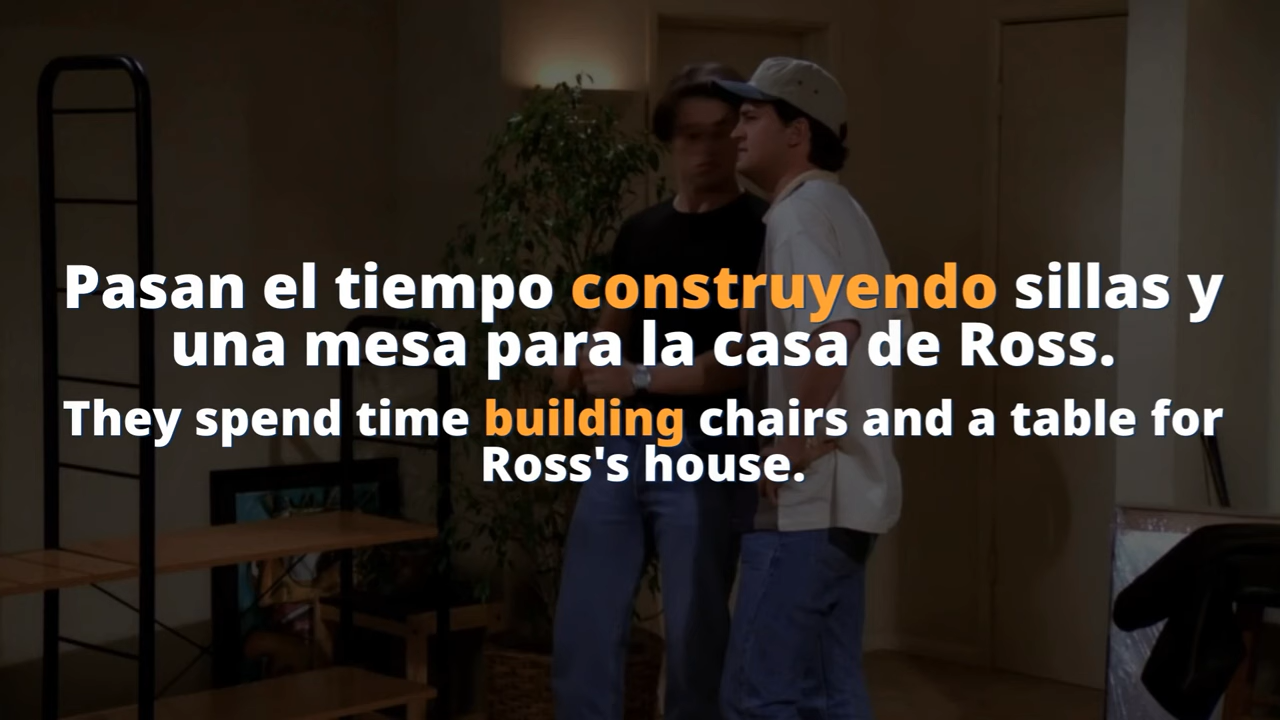 Pasan el tiempo construyendo sillas y
una mesa para la casa de Ross.
They spend time building chairs and a table for
Ross's house.